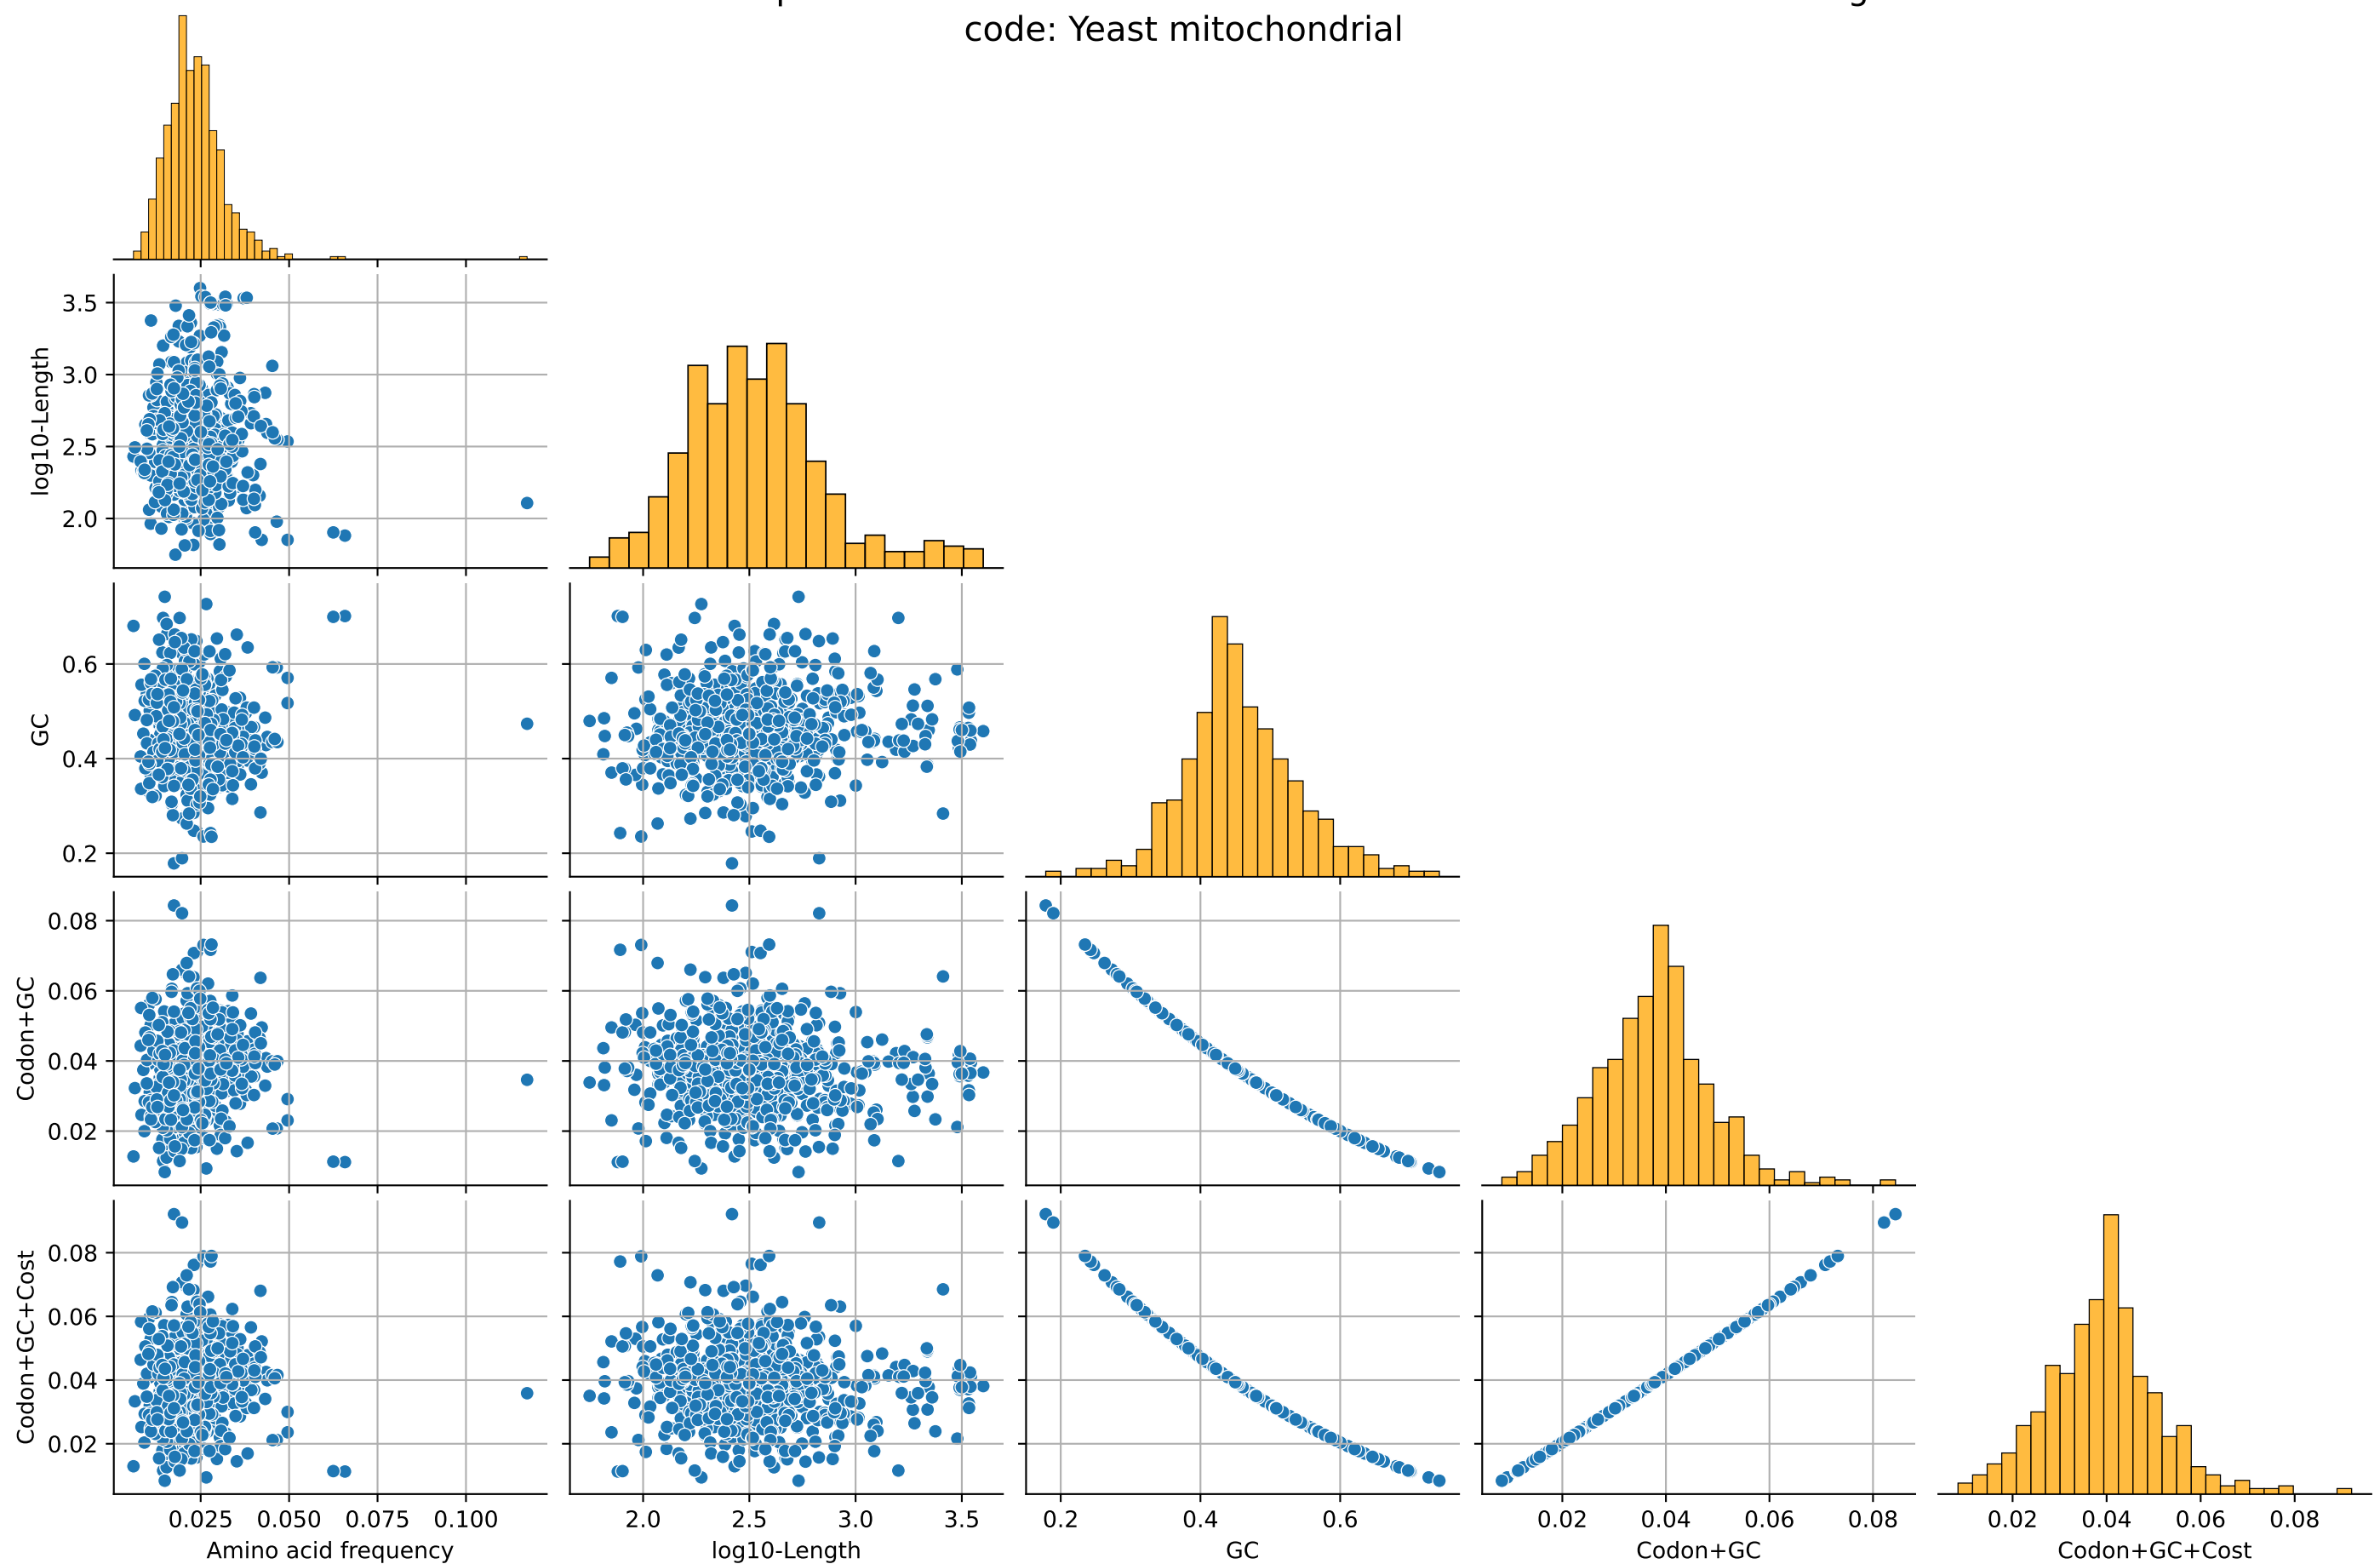 code: Yeast mitochondrial
log10-Length
3.5
3.0
2.5
2.0
GC
0.6
0.4
0.2
Codon+GC
0.08
0.06
0.04
0.02
Codon+GC+Cost
0.08
0.06
0.04
0.02
0.025 0.050 0.075 0.100
2.0 2.5 3.0 3.5
0.2 0.4 0.6
0.02 0.04 0.06 0.08
0.02 0.04 0.06 0.08
Amino acid frequency
log10-Length
GC
Codon+GC
Codon+GC+Cost